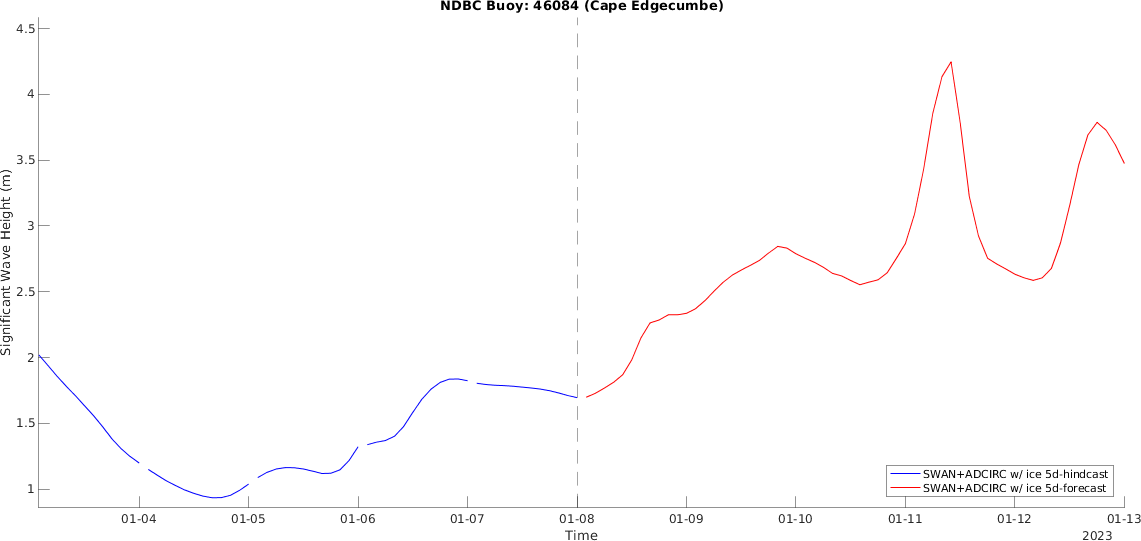 NDBC Buoy: 46084 (Cape Edgecumbe)
4.5
4
3.5
3
2.5
2
1.5
1
Significant Wave Height (m)
SWAN+ADCIRC w/ ice 5d-hindcast
SWAN+ADCIRC w/ ice 5d-forecast
01-04 01-05 01-06 01-07 01-08 01-09 01-10 01-11 01-12 01-13
Time
2023